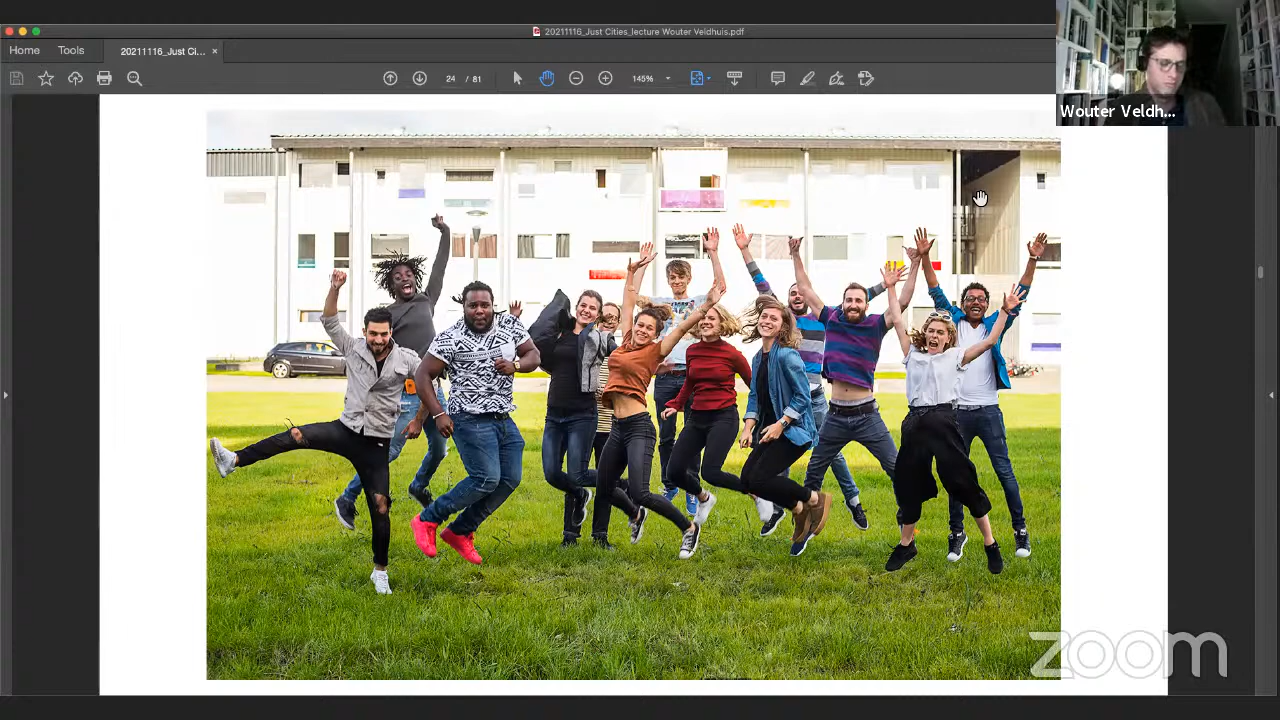 20211116_Just Cities_lecture Wouter Veldhuis.pdf
Home
Tools
20211116_Just Ci...
24 / 81
145%
Wouter Veldh...
zoom